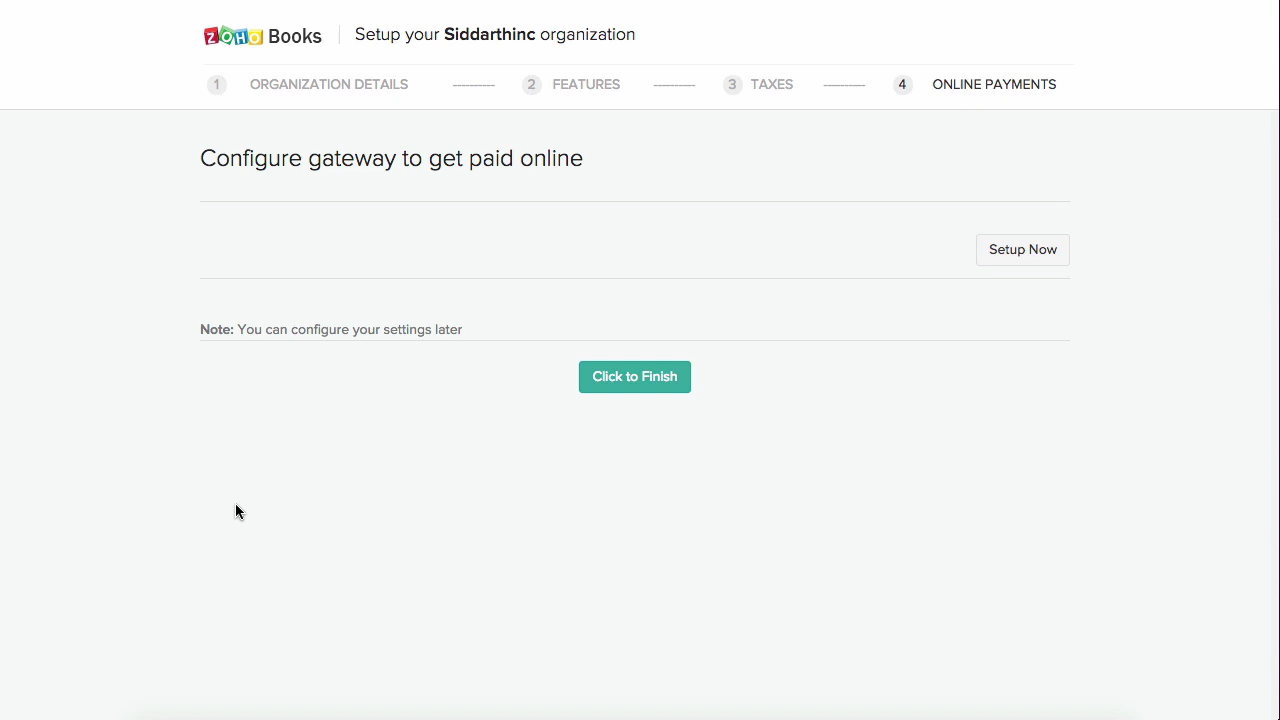 ZOHO Books Setup your Siddarthinc organization
1 ORGANIZATION DETAILS ---------- 2 FEATURES ---------- 3 TAXES ---------- 4 ONLINE PAYMENTS
Configure gateway to get paid online
Setup Now
Note: You can configure your settings later
Click to Finish